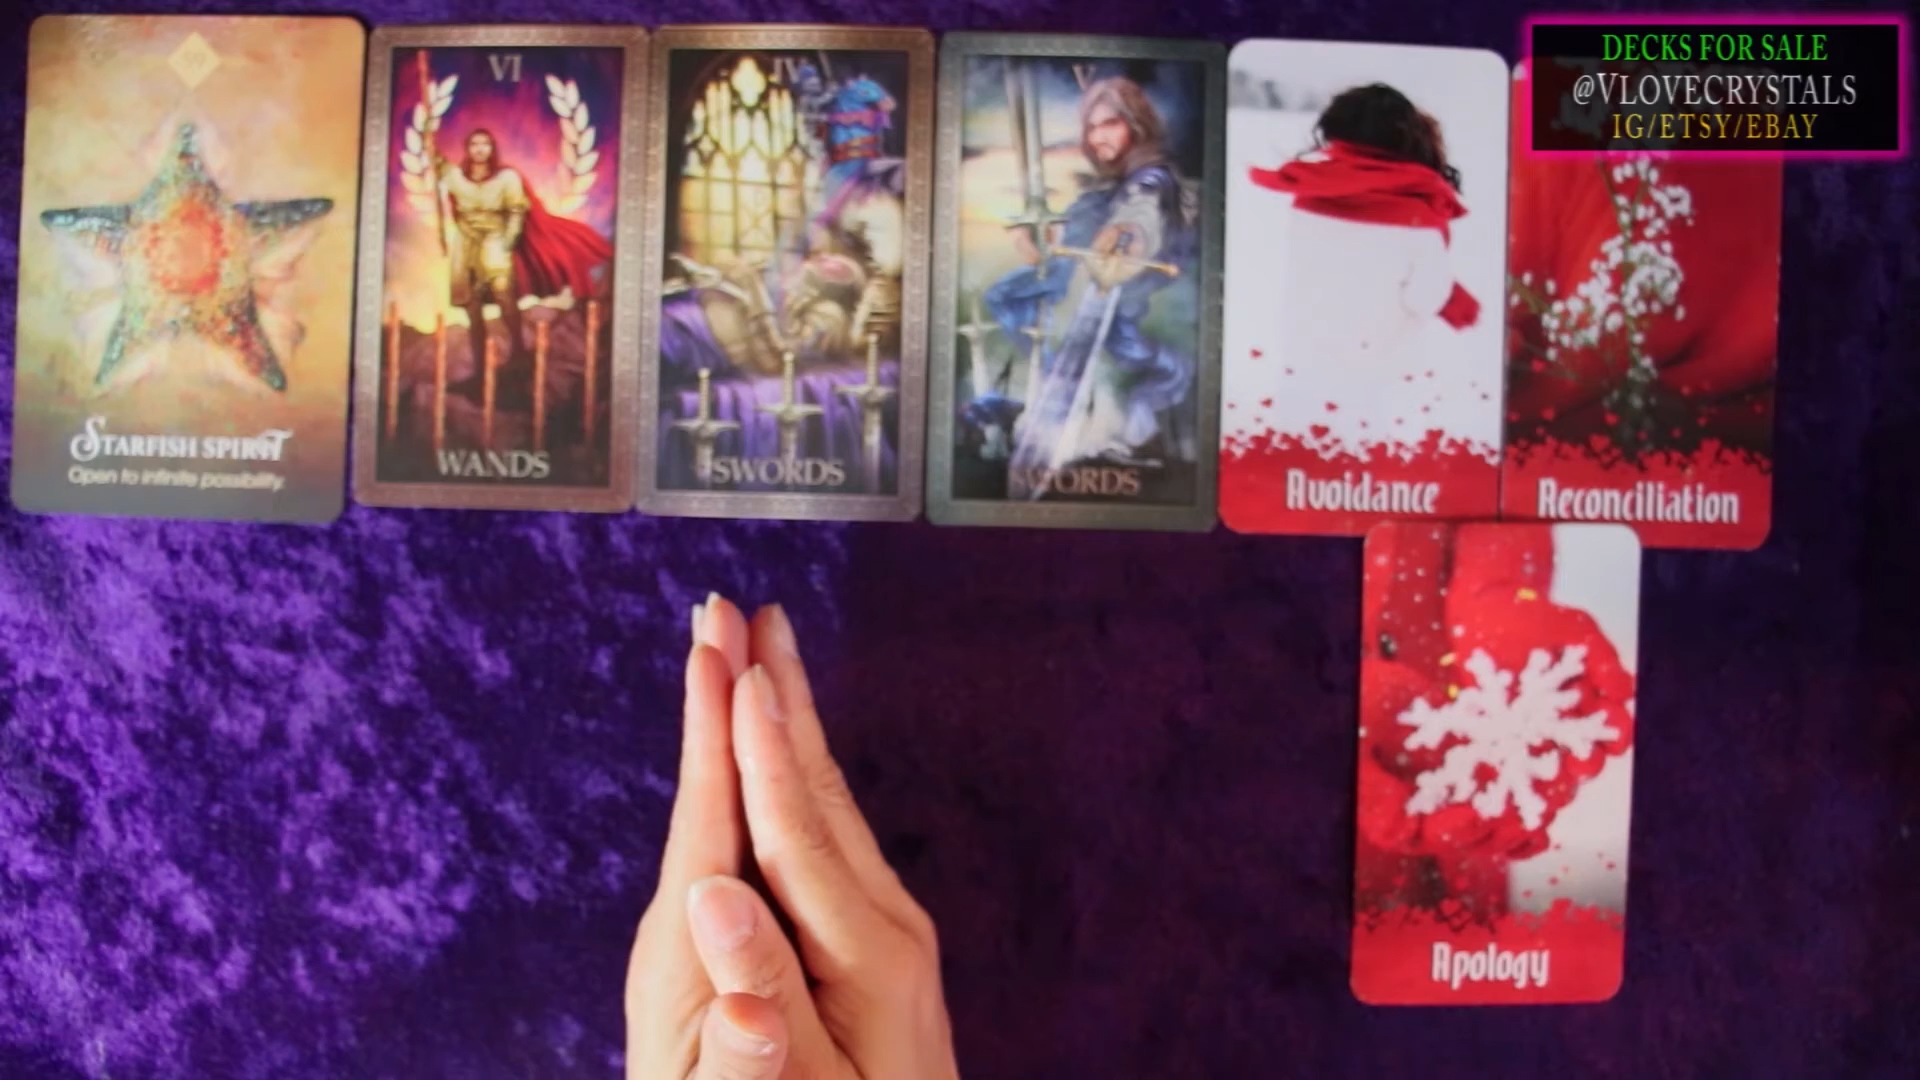 DECKS FOR SALE
@VLOVECRYSTALS
IG/ETSY/EBAY
VI
IV
V
STARFISH SPIRIT
Open to infinite possibility.
WANDS
SWORDS
SWORDS
Avoidance
Reconciliation
Apology